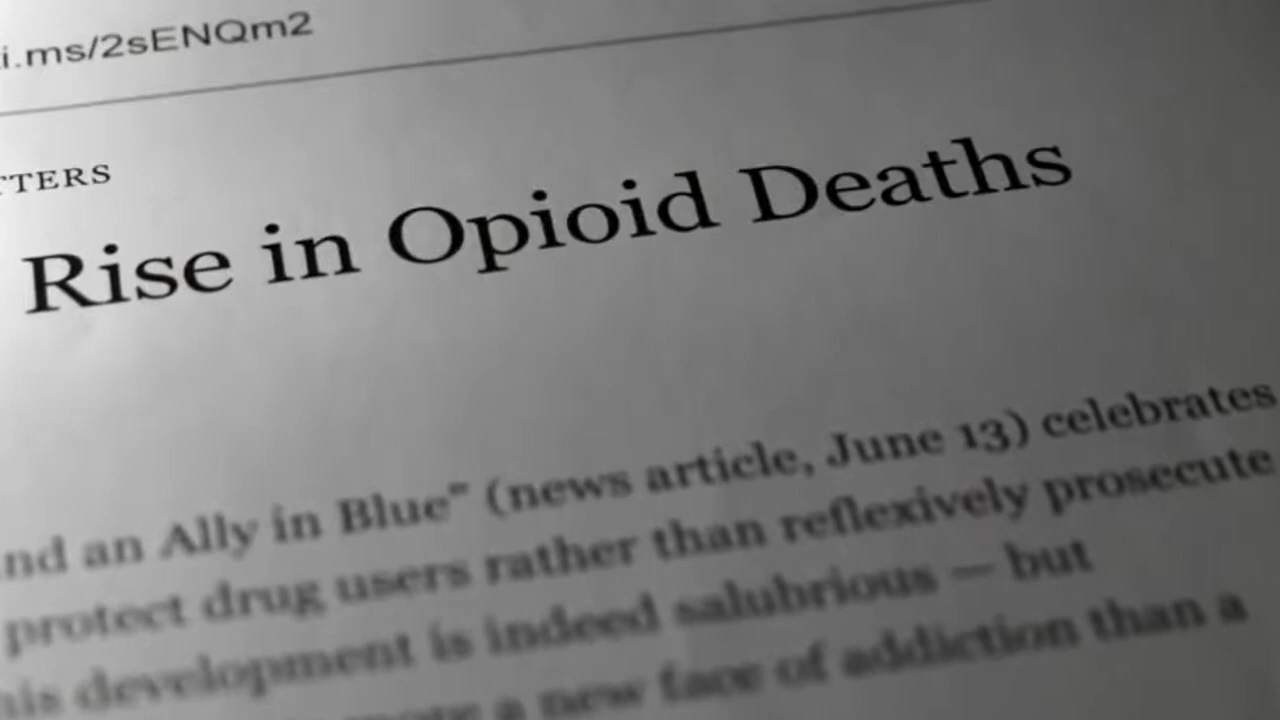 i.ms/2sENQm2
TTERS
Rise in Opioid Deaths
nd an Ally in Blue" (news article, June 13) celebrates
protect drug users rather than reflexively prosecute
his development is indeed salubrious — but
a new face of addiction than a